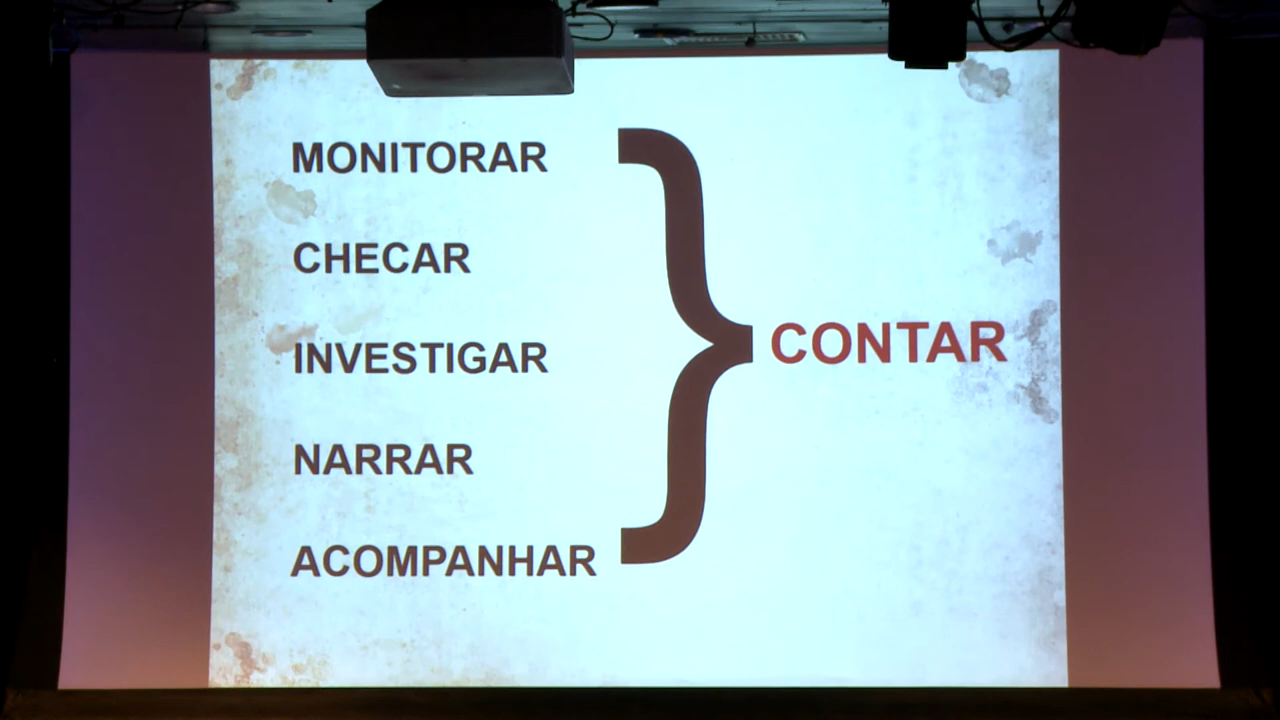 MONITORAR
CHECAR
INVESTIGAR
NARRAR
ACOMPANHAR
CONTAR